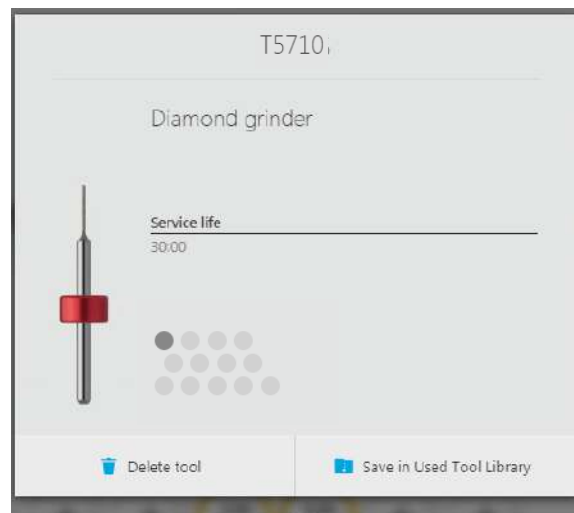 T5710
Diamond grinder
Service life
30:00
Delete tool
Save in Used Tool Library